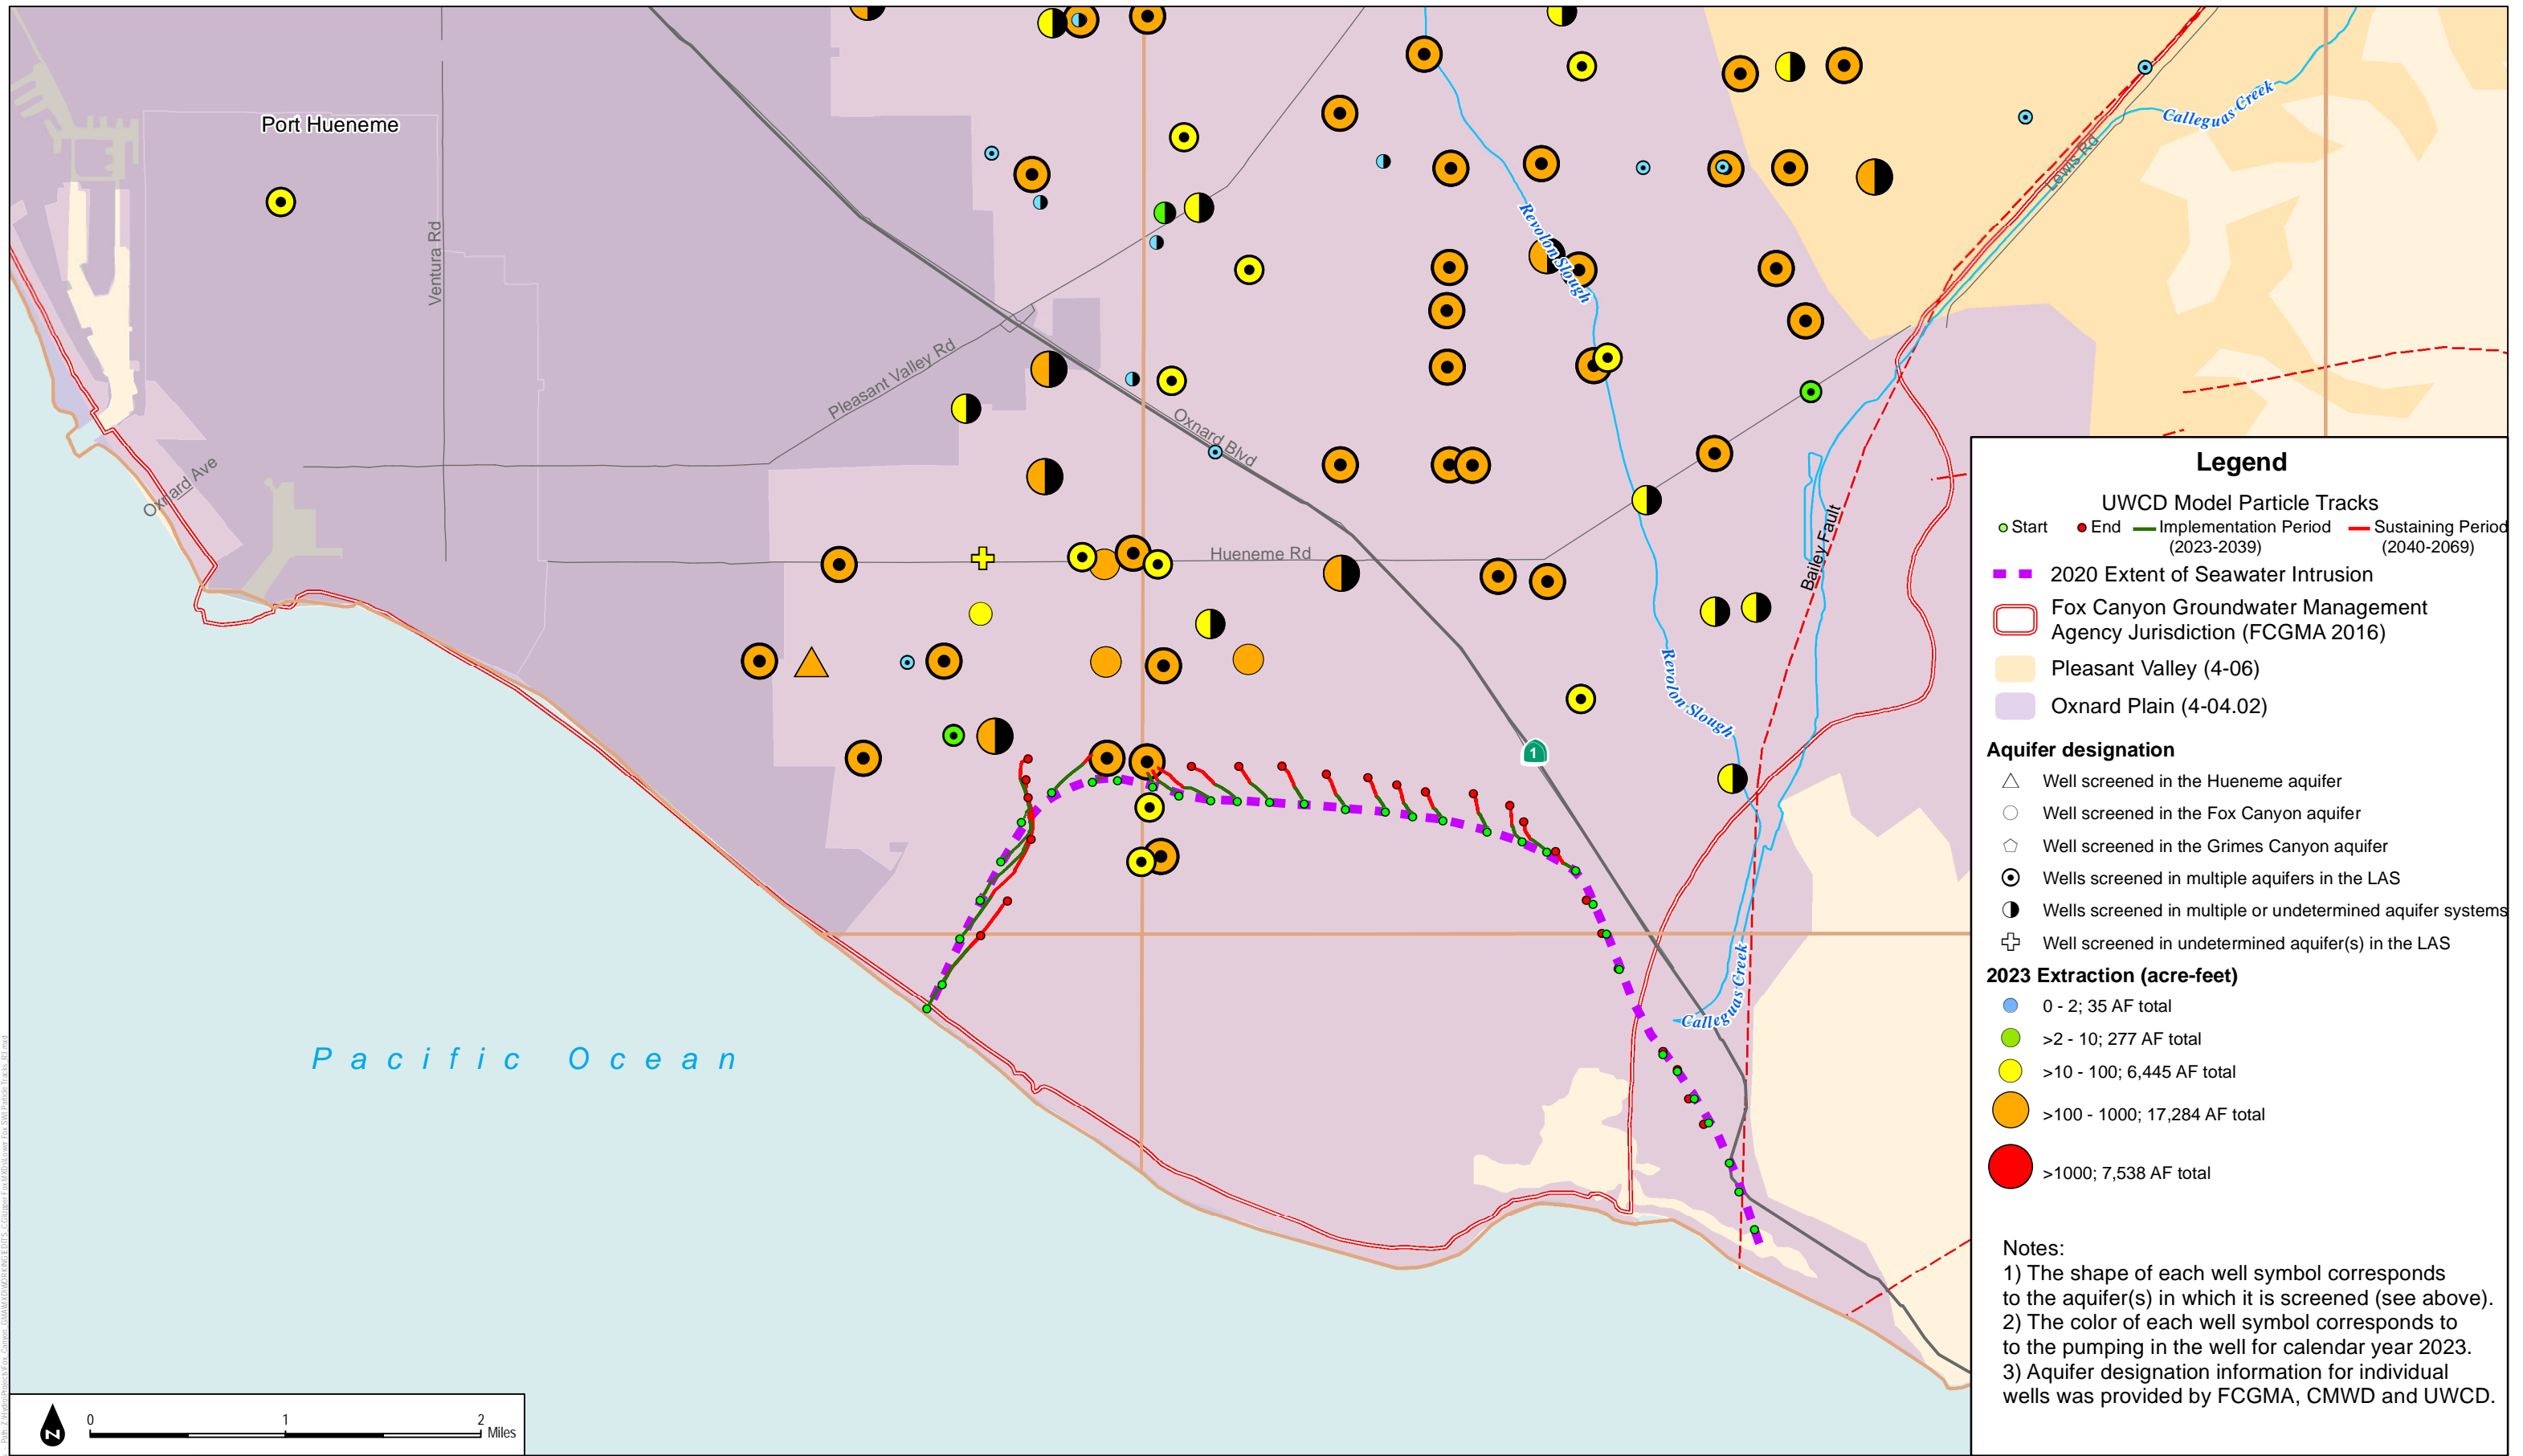 Port Hueneme
Ventura Rd
Oxnard Ave
Pleasant Valley Rd
Oxnard Blvd
Hueneme Rd
Revolon Slough
Revolon Slough
Calleguas Creek
Lewis Rd
Bailey Fault
1
Calleguas Creek
Pacific Ocean
N
0 1 2
Miles
Legend
UWCD Model Particle Tracks
Start End Implementation Period Sustaining Period
(2023-2039) (2040-2069)
2020 Extent of Seawater Intrusion
Fox Canyon Groundwater Management
Agency Jurisdiction (FCGMA 2016)
Pleasant Valley (4-06)
Oxnard Plain (4-04.02)
Aquifer designation
Well screened in the Hueneme aquifer
Well screened in the Fox Canyon aquifer
Well screened in the Grimes Canyon aquifer
Wells screened in multiple aquifers in the LAS
Wells screened in multiple or undetermined aquifer systems
Well screened in undetermined aquifer(s) in the LAS
2023 Extraction (acre-feet)
0 - 2; 35 AF total
>2 - 10; 277 AF total
>10 - 100; 6,445 AF total
>100 - 1000; 17,284 AF total
>1000; 7,538 AF total
Notes:
1) The shape of each well symbol corresponds
to the aquifer(s) in which it is screened (see above).
2) The color of each well symbol corresponds to
to the pumping in the well for calendar year 2023.
3) Aquifer designation information for individual
wells was provided by FCGMA, CMWD and UWCD.